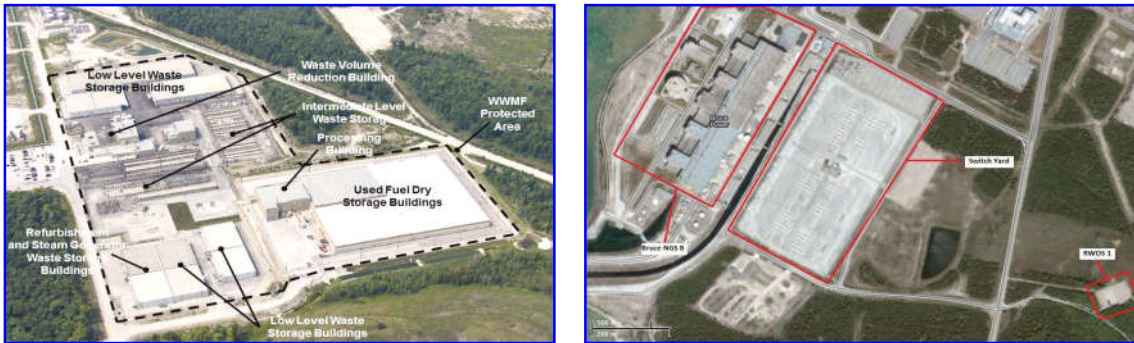 Low Level Waste
Storage Buildings
Waste Volume
Reduction Building
Intermediate Level
Waste Storage
Processing
Building
WWMF
Protected
Area
Used Fuel Dry
Storage Buildings
Refurbishment
and Steam Generator
Waste Storage
Buildings
Low Level Waste
Storage Buildings
Switch Yard
Bruce NGS B
RWOS 1